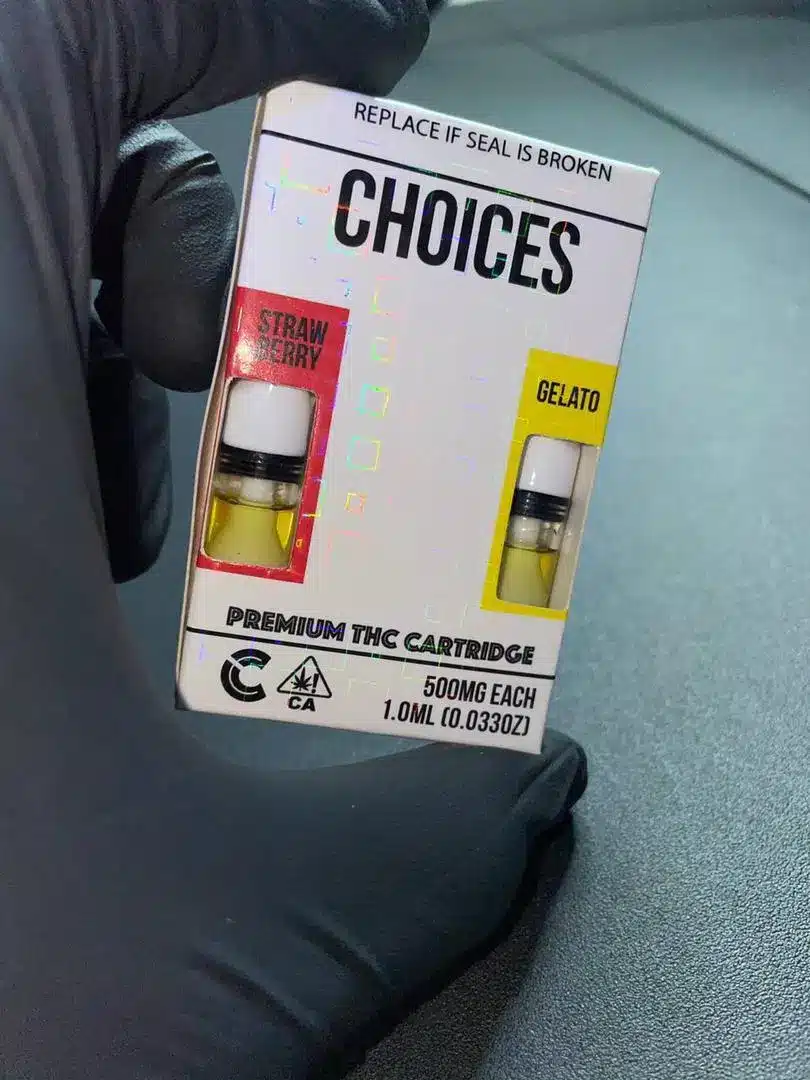 REPLACE IF SEAL IS BROKEN
CHOICES
STRAW
BERRY
GELATO
PREMIUM THC CARTRIDGE
CA
500MG EACH
1.0ML (0.033OZ)